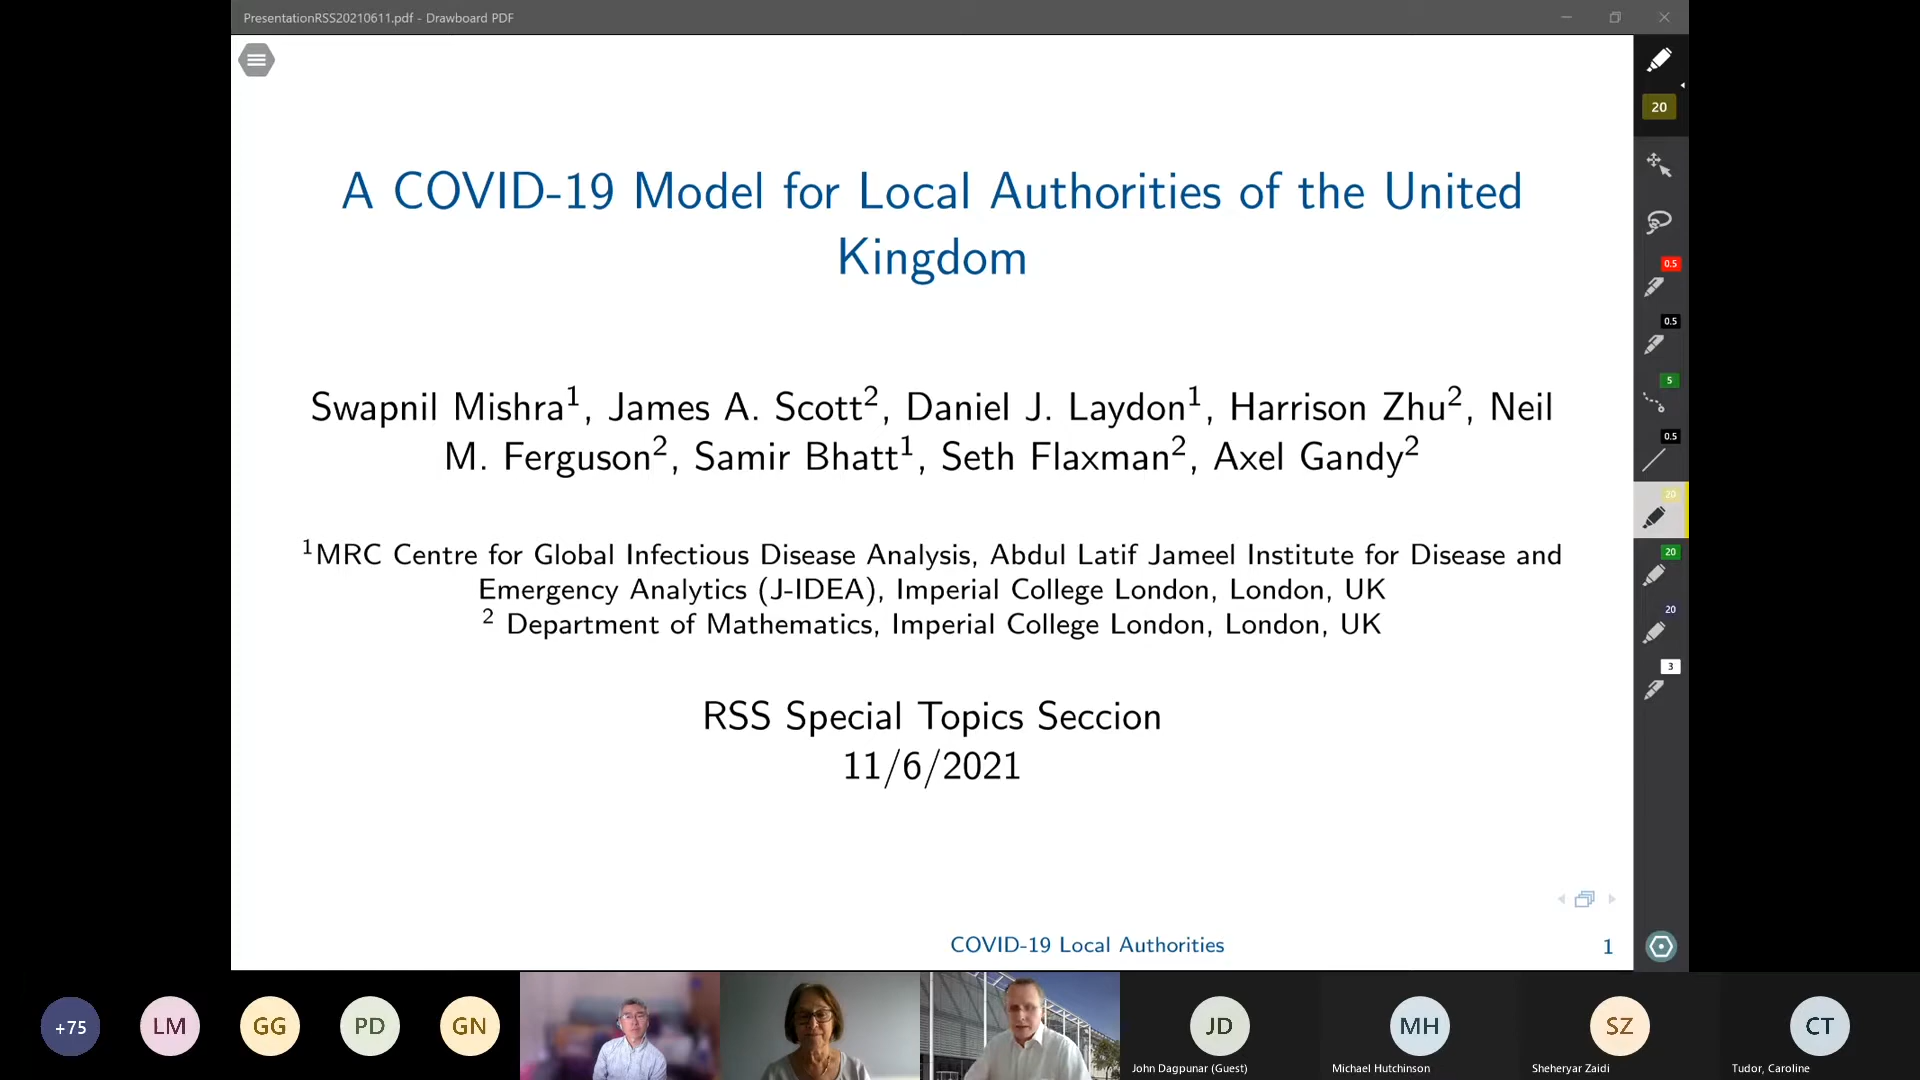 PresentationRSS20210611.pdf - Drawboard PDF
20
A COVID-19 Model for Local Authorities of the United
Kingdom
0.5
0.5
5
Swapnil Mishra¹, James A. Scott², Daniel J. Laydon¹, Harrison Zhu², Neil
M. Ferguson², Samir Bhatt¹, Seth Flaxman², Axel Gandy²
0.5
20
¹MRC Centre for Global Infectious Disease Analysis, Abdul Latif Jameel Institute for Disease and
Emergency Analytics (J-IDEA), Imperial College London, London, UK
² Department of Mathematics, Imperial College London, London, UK
20
20
3
RSS Special Topics Seccion
11/6/2021
COVID-19 Local Authorities
1
+75
LM
GG
PD
GN
JD
MH
SZ
CT
John Dagpunar (Guest)
Michael Hutchinson
Sheheryar Zaidi
Tudor, Caroline